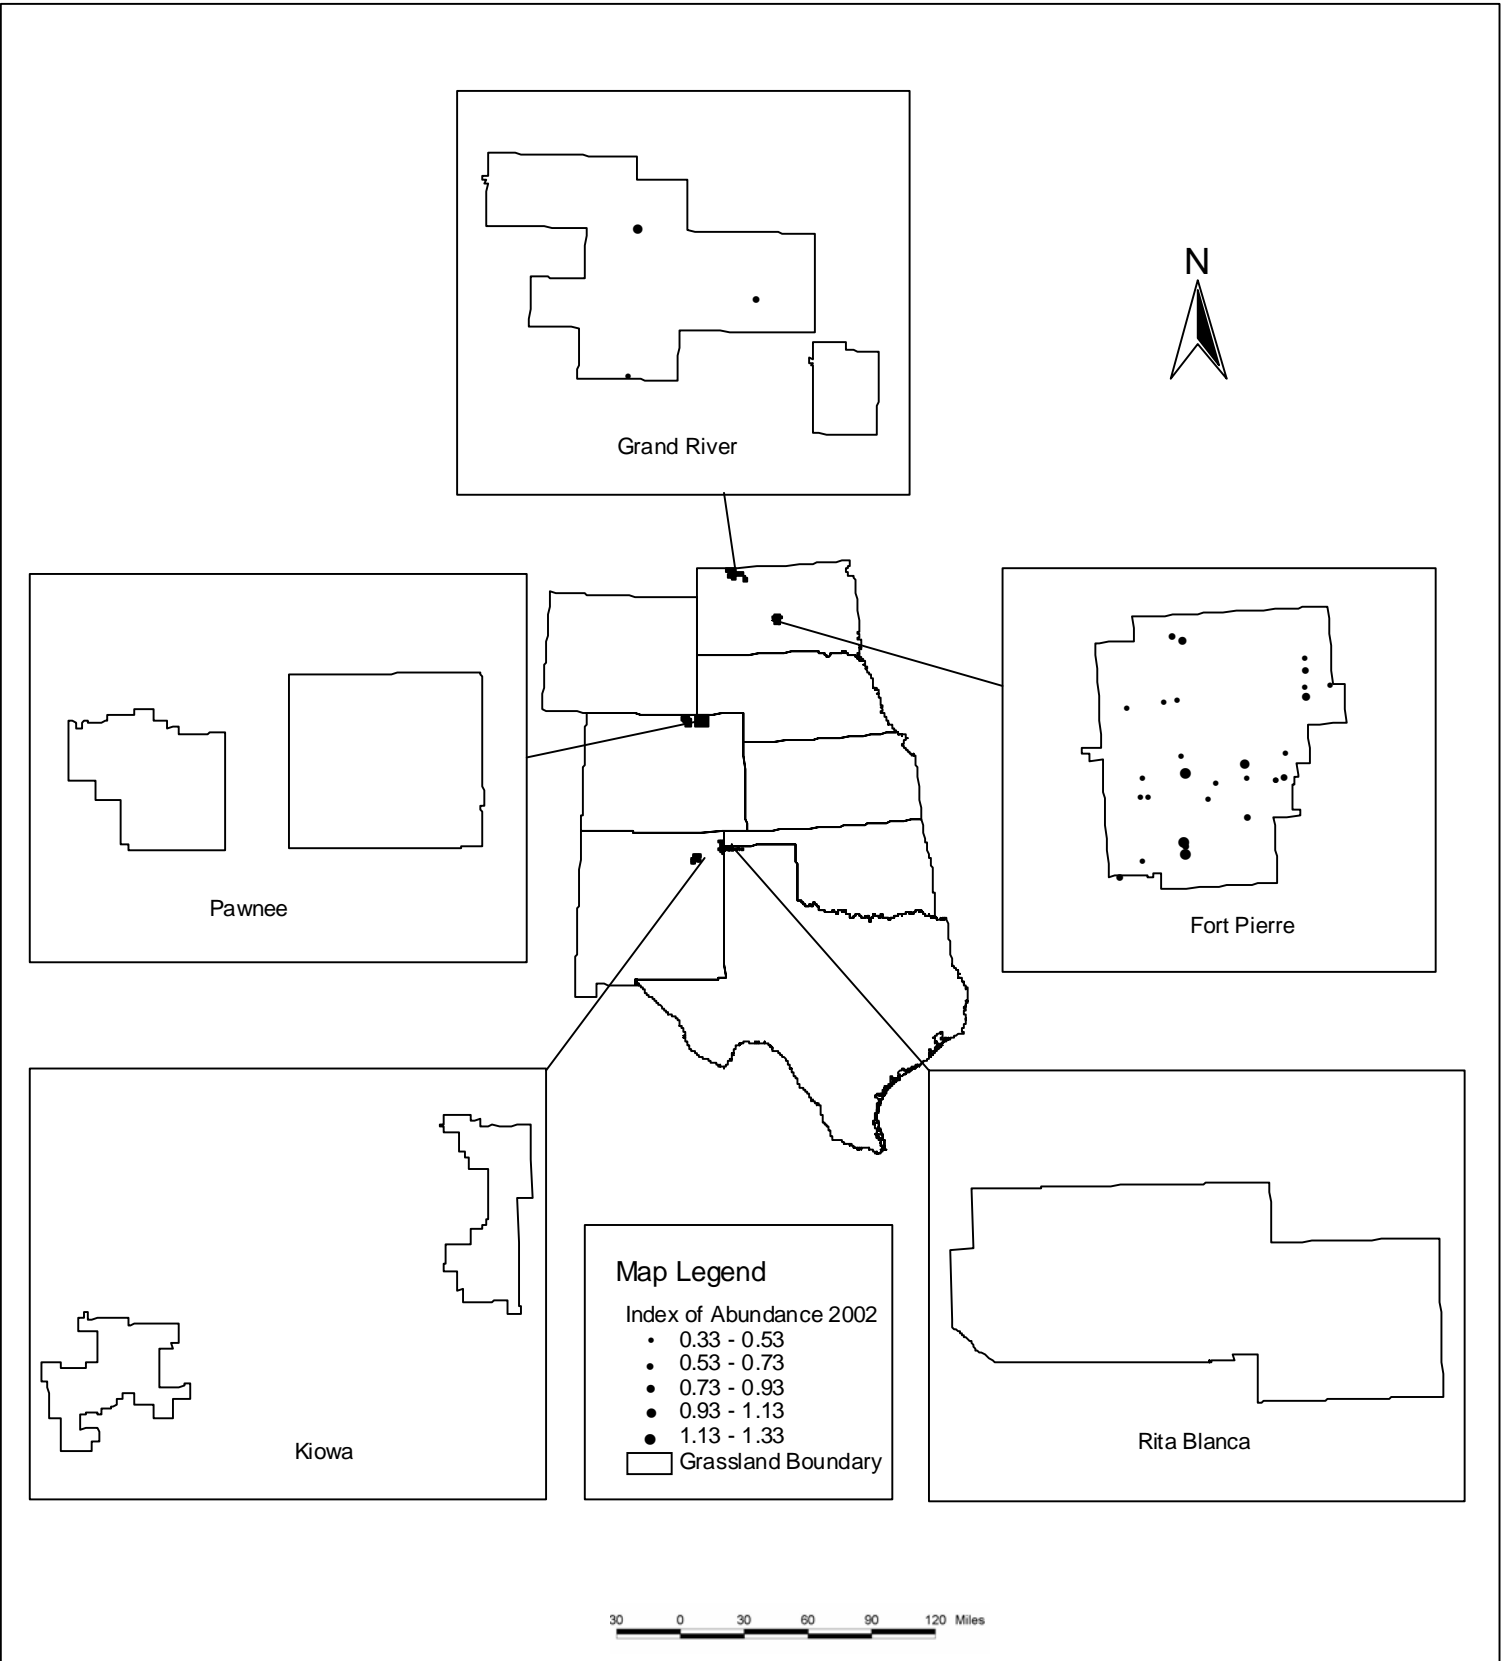 N
Grand River
Pawnee
Fort Pierre
Kiowa
Rita Blanca
Map Legend
Index of Abundance 2002
0.33 - 0.53
0.53 - 0.73
0.73 - 0.93
0.93 - 1.13
1.13 - 1.33
Grassland Boundary
30 0 30 60 90 120 Miles